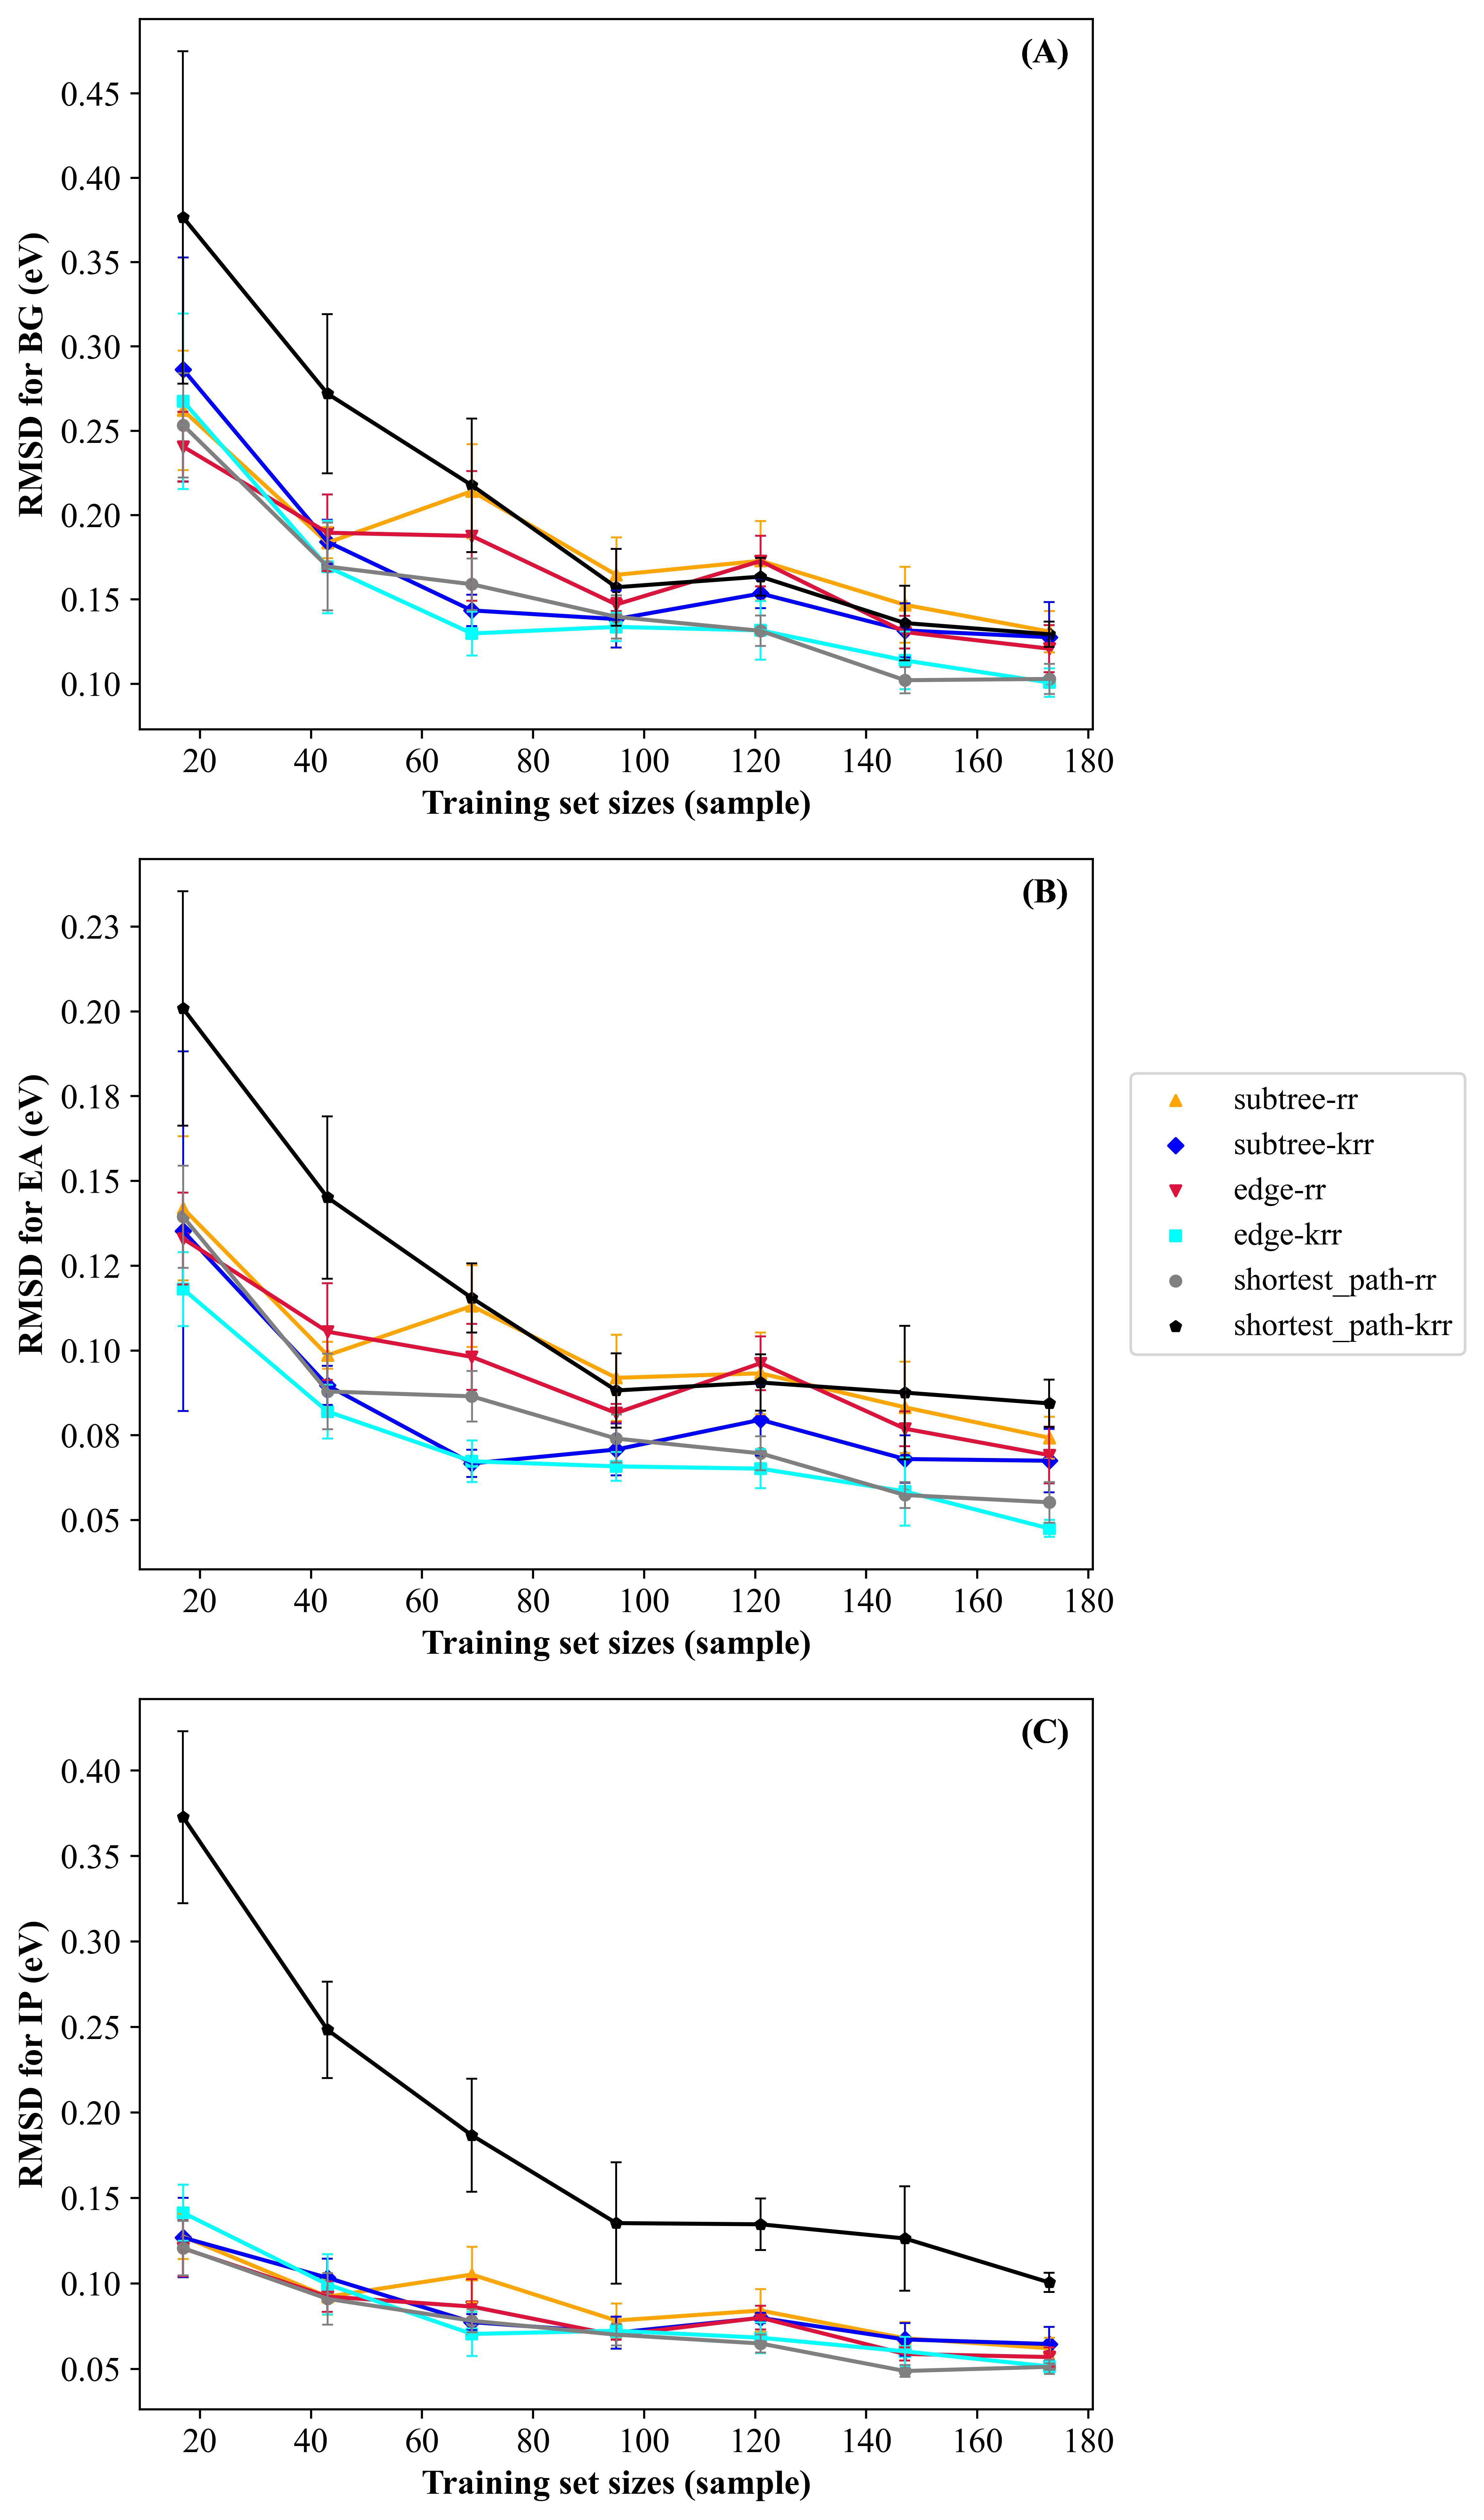 (A)
RMSD for BG (eV)
0.45
0.40
0.35
0.30
0.25
0.20
0.15
0.10
20 40 60 80 100 120 140 160 180
Training set sizes (sample)
(B)
RMSD for EA (eV)
0.23
0.20
0.18
0.15
0.12
0.10
0.08
0.05
20 40 60 80 100 120 140 160 180
Training set sizes (sample)
subtree-rr
subtree-krr
edge-rr
edge-krr
shortest_path-rr
shortest_path-krr
(C)
RMSD for IP (eV)
0.40
0.35
0.30
0.25
0.20
0.15
0.10
0.05
20 40 60 80 100 120 140 160 180
Training set sizes (sample)